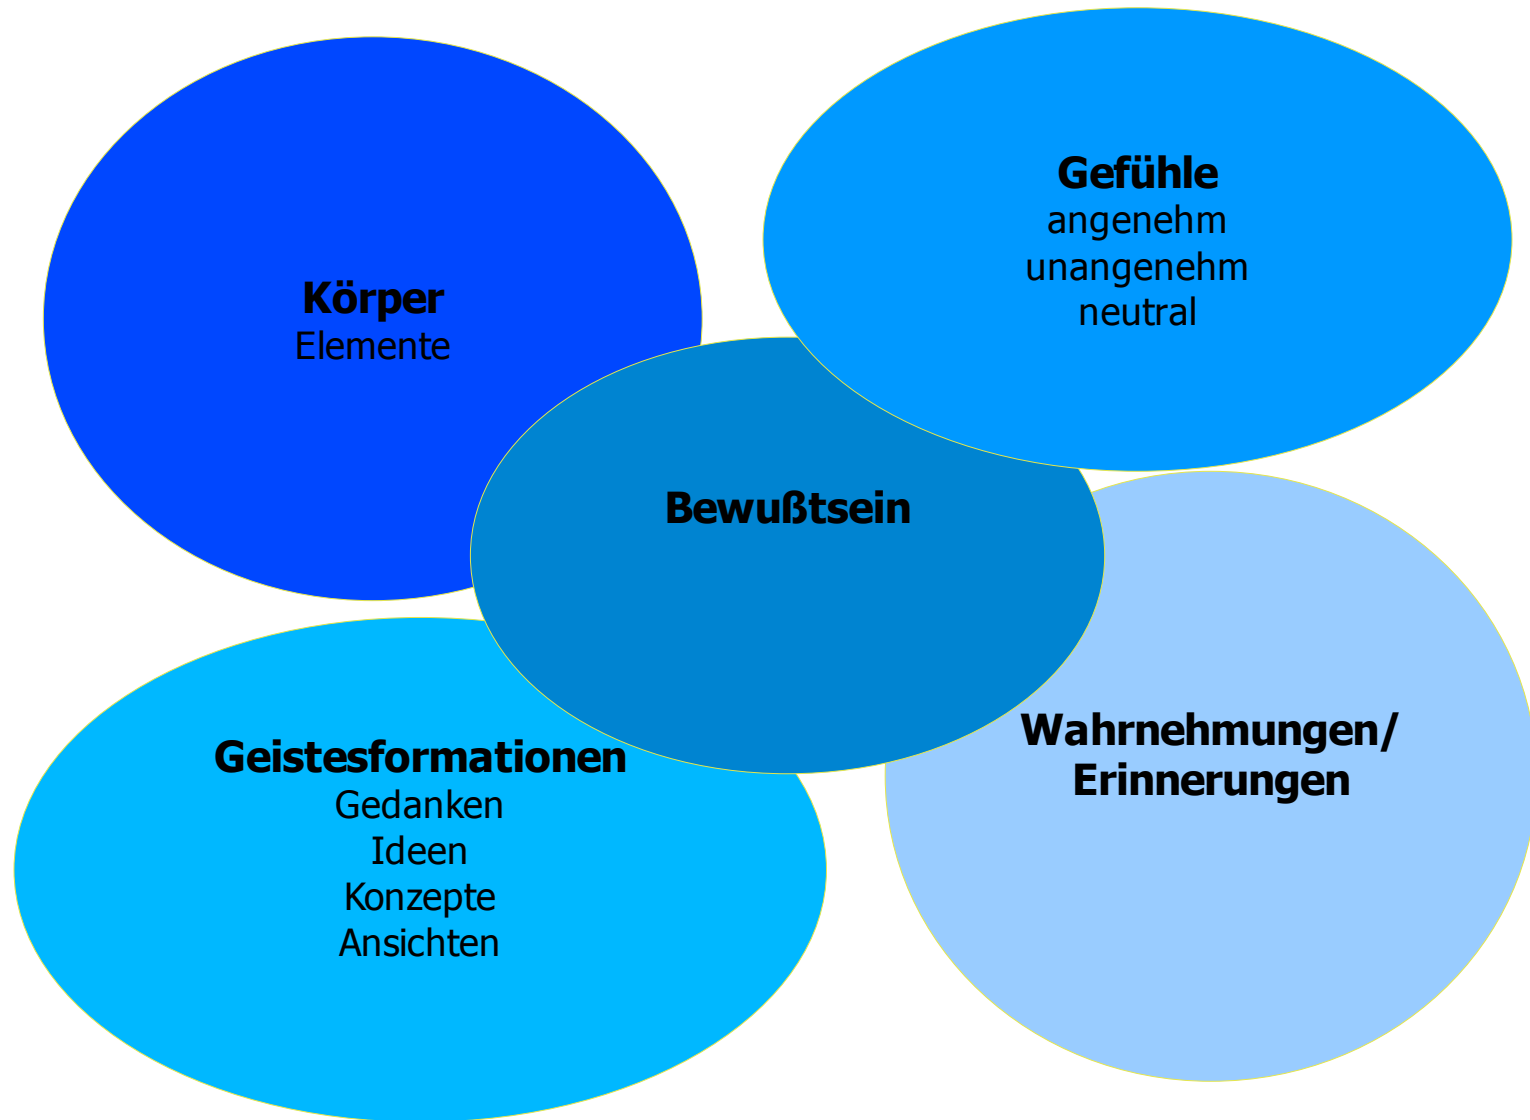 Körper
Elemente
Gefühle
angenehm
unangenehm
neutral
Bewußtsein
Geistesformationen
Gedanken
Ideen
Konzepte
Ansichten
Wahrnehmungen/
Erinnerungen